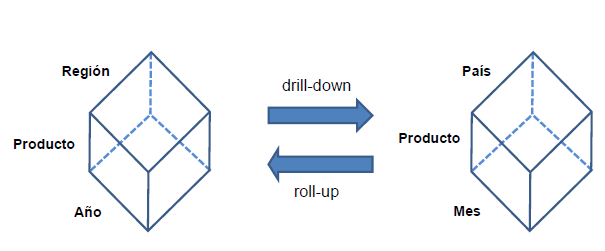 Región
Producto
Año
drill-down
roll-up
País
Producto
Mes